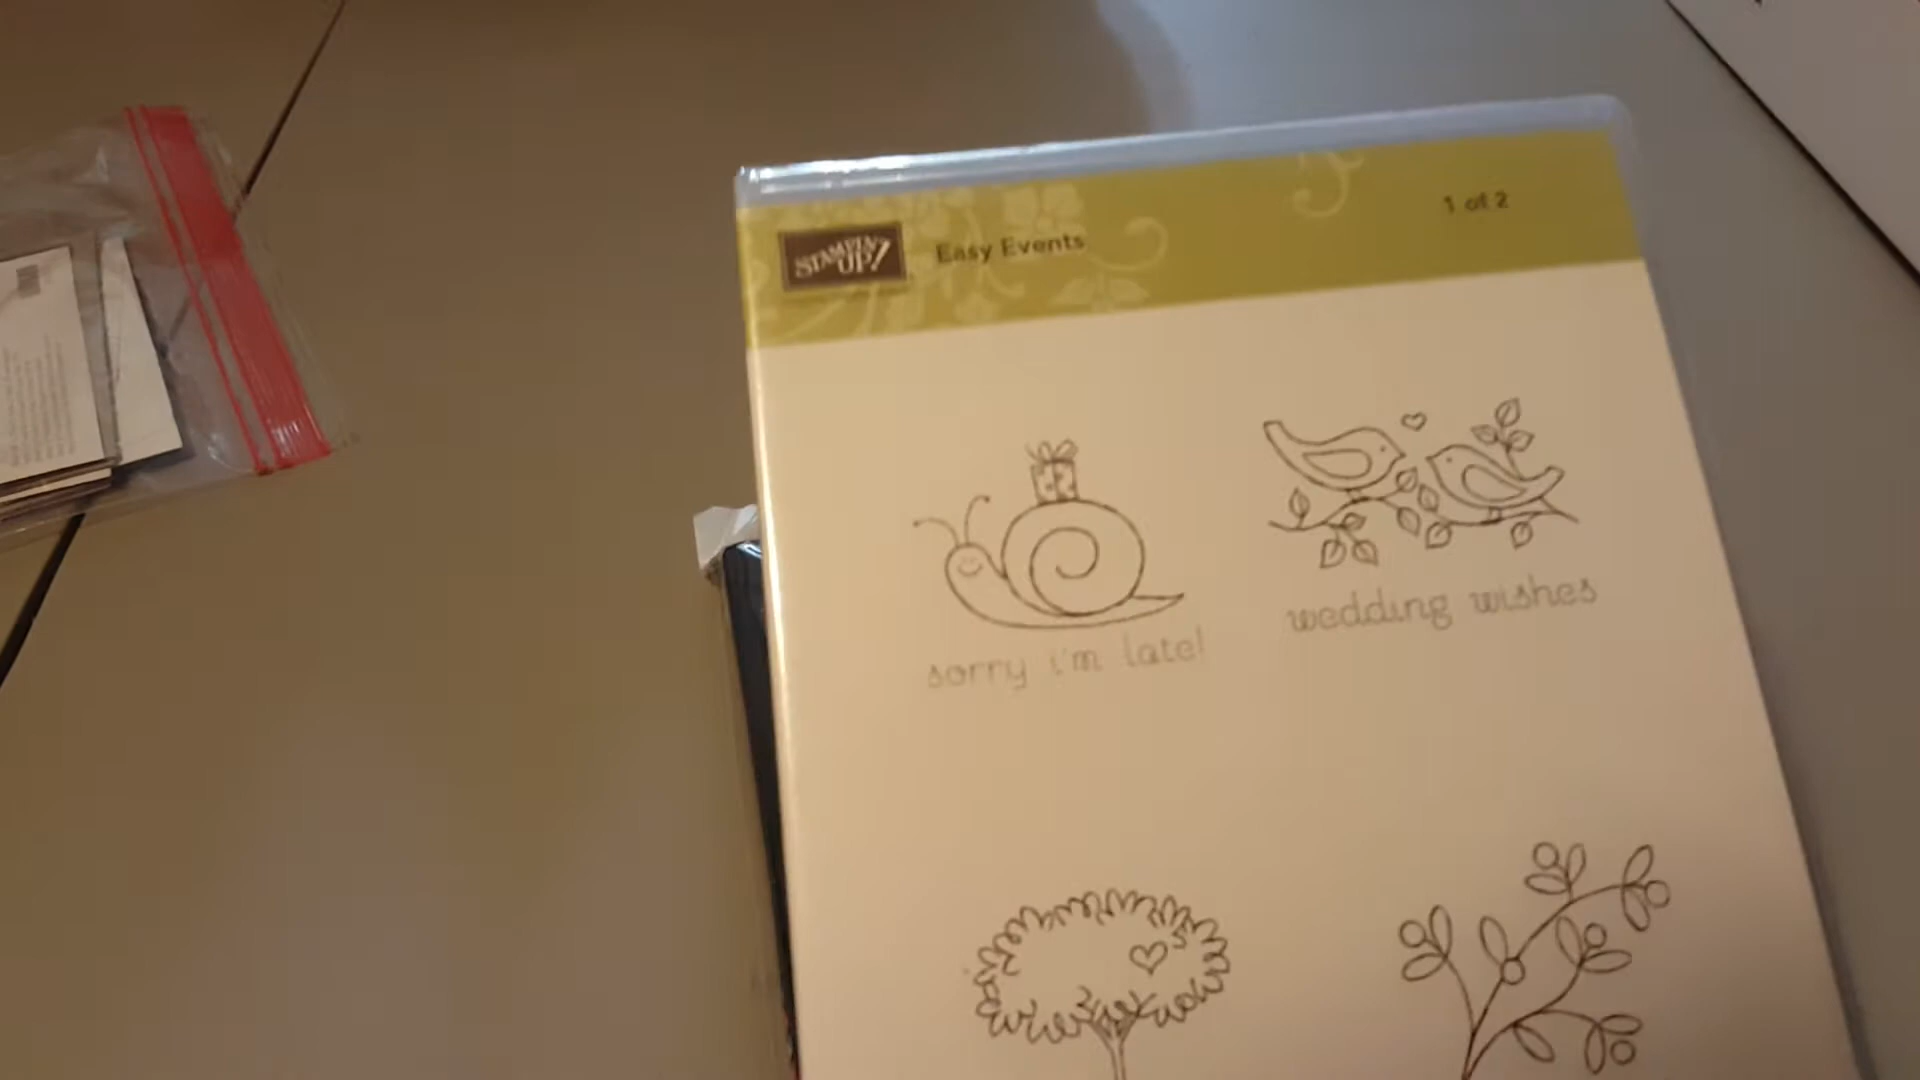 STAMPIN' UP!
Easy Events
1 of 2
sorry i'm late!
wedding wishes